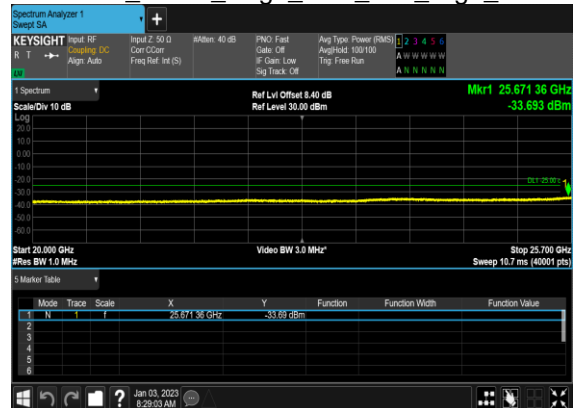 Spectrum Analyzer 1
Swept SA
+
KEYSIGHT
R T
LW
Input: RF
Coupling: DC
Align: Auto
Input Z: 50 Ω
Corr CCorr
Freq Ref: Int (S)
#Atten: 40 dB
PNO: Fast
Gate: Off
IF Gain: Low
Sig Track: Off
Avg Type: Power (RMS)
Avg|Hold: 100/100
Trig: Free Run
1 2 3 4 5 6
A W W W W W
A N N N N N
1 Spectrum
Scale/Div 10 dB
Ref Lvl Offset 8.40 dB
Ref Level 30.00 dBm
Mkr1 25.671 36 GHz
-33.693 dBm
Log
20.0
10.0
0.00
-10.0
-20.0
-30.0
-40.0
-50.0
-60.0
1
Start 20.000 GHz
#Res BW 1.0 MHz
Video BW 3.0 MHz*
Stop 25.700 GHz
Sweep 10.7 ms (40001 pts)
5 Marker Table
Mode Trace Scale X Y Function Function Width Function Value
1 N 1 f 25.671 36 GHz -33.69 dBm
2
3
4
5
6
?
Jan 03, 2023
8:29:03 AM